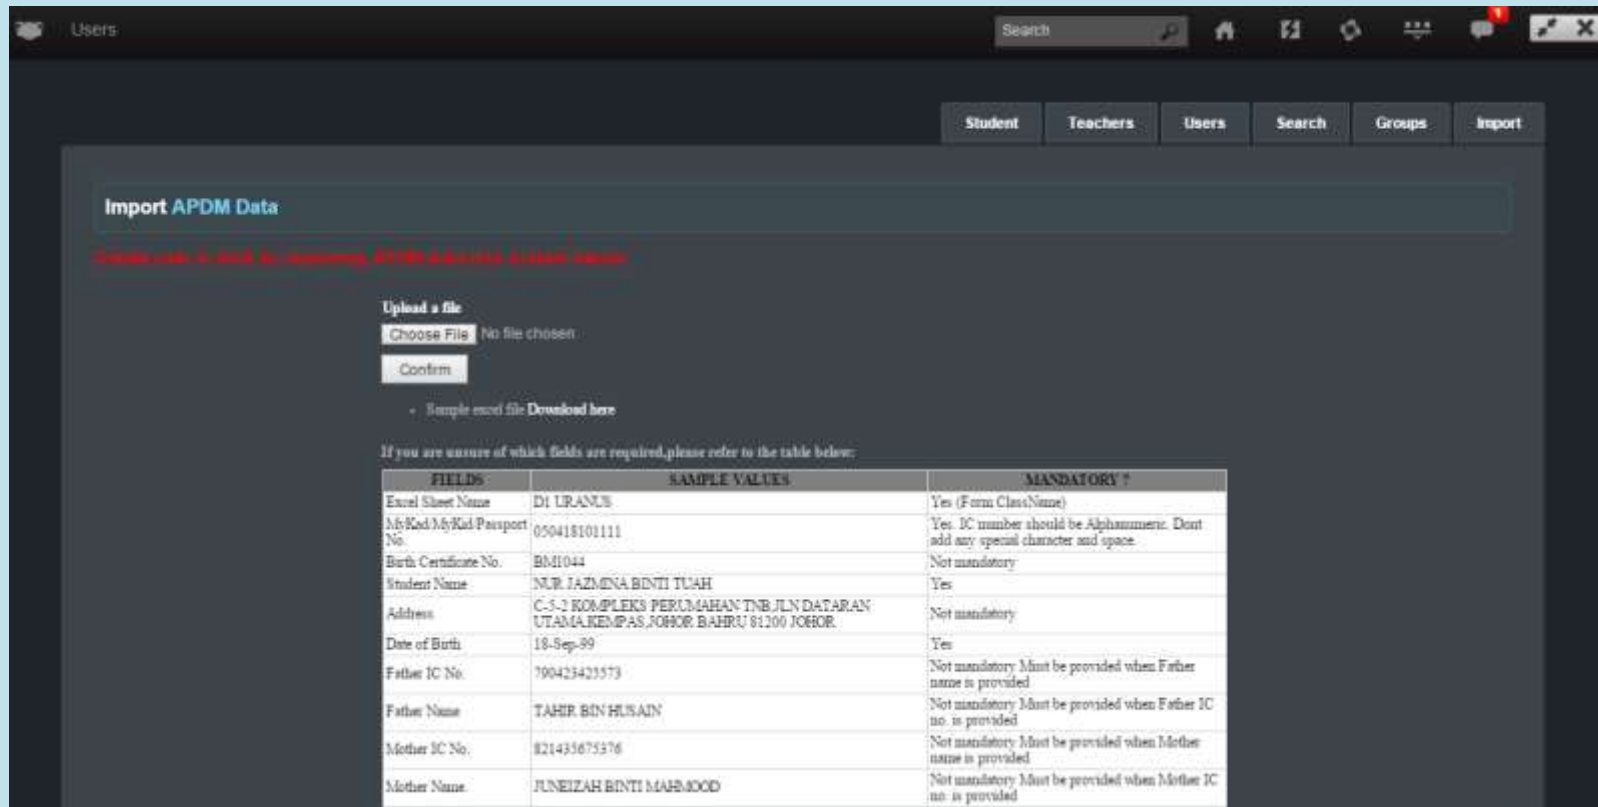 Users
Search
1
Student Teachers Users Search Groups Import
Import APDM Data
Upload a file
Choose File No file chosen
Confirm
Sample excel file Download here
If you are unsure of which fields are required,please refer to the table below:
FIELDS SAMPLE VALUES MANDATORY ?
Excel Sheet Name D1 URANUS Yes (Form ClassName)
MyKad/MyKid/Passport No. 050418101111 Yes. IC number should be Alphanumeric. Dont
add any special character and space.
Birth Certificate No. BM1044 Not mandatory
Student Name NUR JAZMINA BINTI TUAH Yes
Address C-5-2 KOMPLEKS PERUMAHAN TNB,JLN DATARAN
UTAMA,KEMPAS,JOHOR BAHRU 81200 JOHOR Not mandatory
Date of Birth 18-Sep-99 Yes
Father IC No. 790423425573 Not mandatory Must be provided when Father
name is provided
Father Name TAHIR BIN HUSAIN Not mandatory Must be provided when Father IC
no. is provided
Mother IC No. 821435675376 Not mandatory Must be provided when Mother
name is provided
Mother Name JUNEIZAH BINTI MAHMOOD Not mandatory Must be provided when Mother IC
no. is provided